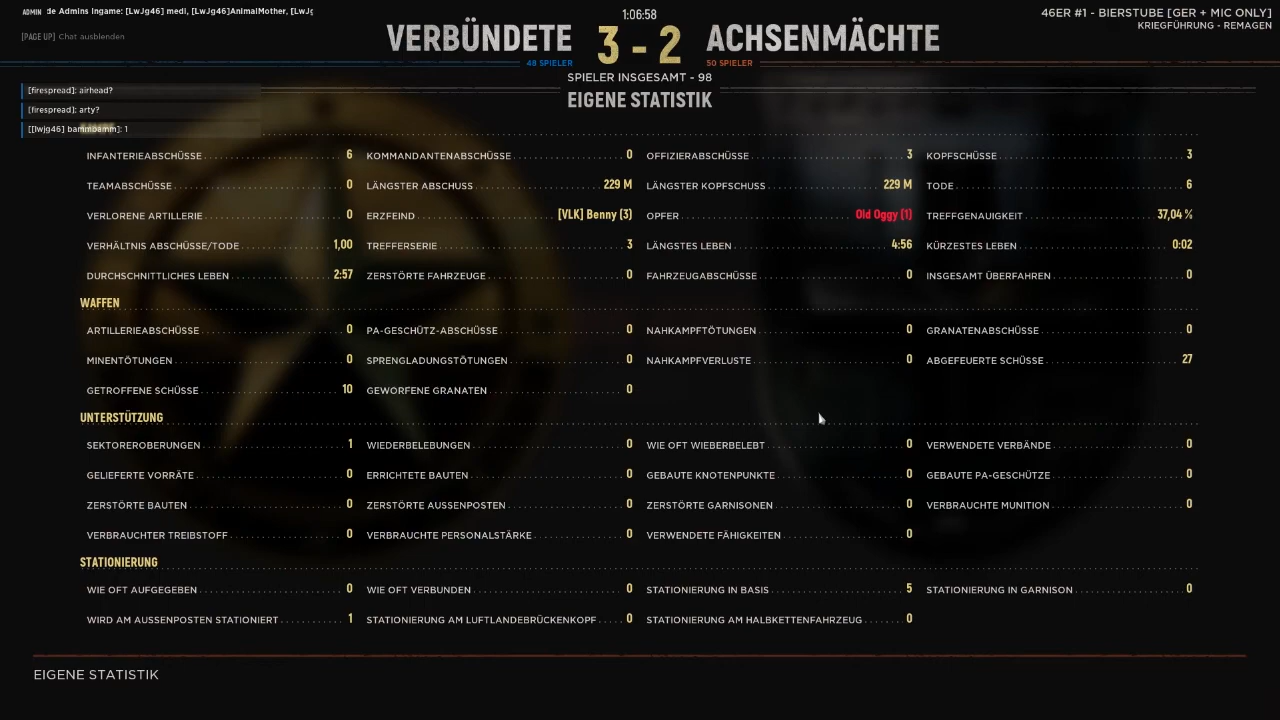 ADMIN de Admins Ingame: [LwJg46] medi, [LwJg46]AnimalMother, [LwJg
[PAGE UP] Chat ausblenden
1:06:58
VERBÜNDETE 3 - 2 ACHSENMÄCHTE
48 SPIELER 50 SPIELER
SPIELER INSGESAMT - 98
EIGENE STATISTIK
46ER #1 - BIERSTUBE [GER + MIC ONLY]
KRIEGFÜHRUNG - REMAGEN
[firespread]: airhead?
[firespread]: arty?
[[lwjg46] bammbamm]: 1
INFANTERIEABSCHÜSSE 6 KOMMANDANTENABSCHÜSSE 0 OFFIZIERABSCHÜSSE 3 KOPFSCHÜSSE 3
TEAMABSCHÜSSE 0 LÄNGSTER ABSCHUSS 229 M LÄNGSTER KOPFSCHUSS 229 M TODE 6
VERLORENE ARTILLERIE 0 ERZFEIND [VLK] Benny (3) OPFER Old Oggy (1) TREFFGENAUIGKEIT 37,04 %
VERHÄLTNIS ABSCHÜSSE/TODE 1,00 TREFFERSERIE 3 LÄNGSTES LEBEN 4:56 KÜRZESTES LEBEN 0:02
DURCHSCHNITTLICHES LEBEN 2:57 ZERSTÖRTE FAHRZEUGE 0 FAHRZEUGABSCHÜSSE 0 INSGESAMT ÜBERFAHREN 0
WAFFEN
ARTILLERIEABSCHÜSSE 0 PA-GESCHÜTZ-ABSCHÜSSE 0 NAHKAMPFTÖTUNGEN 0 GRANATENABSCHÜSSE 0
MINENTÖTUNGEN 0 SPRENGLADUNGSTÖTUNGEN 0 NAHKAMPFVERLUSTE 0 ABGEFEUERTE SCHÜSSE 27
GETROFFENE SCHÜSSE 10 GEWORFENE GRANATEN 0
UNTERSTÜTZUNG
SEKTOREROBERUNGEN 1 WIEDERBELEBUNGEN 0 WIE OFT WIEBERBELEBT 0 VERWENDETE VERBÄNDE 0
GELIEFERTE VORRÄTE 0 ERRICHTETE BAUTEN 0 GEBAUTE KNOTENPUNKTE 0 GEBAUTE PA-GESCHÜTZE 0
ZERSTÖRTE BAUTEN 0 ZERSTÖRTE AUSSENPOSTEN 0 ZERSTÖRTE GARNISONEN 0 VERBRAUCHTE MUNITION 0
VERBRAUCHTER TREIBSTOFF 0 VERBRAUCHTE PERSONALSTÄRKE 0 VERWENDETE FÄHIGKEITEN 0
STATIONIERUNG
WIE OFT AUFGEGEBEN 0 WIE OFT VERBUNDEN 0 STATIONIERUNG IN BASIS 5 STATIONIERUNG IN GARNISON 0
WIRD AM AUSSENPOSTEN STATIONIERT 1 STATIONIERUNG AM LUFTLANDEBRÜCKENKOPF 0 STATIONIERUNG AM HALBKETTENFAHRZEUG 0
EIGENE STATISTIK